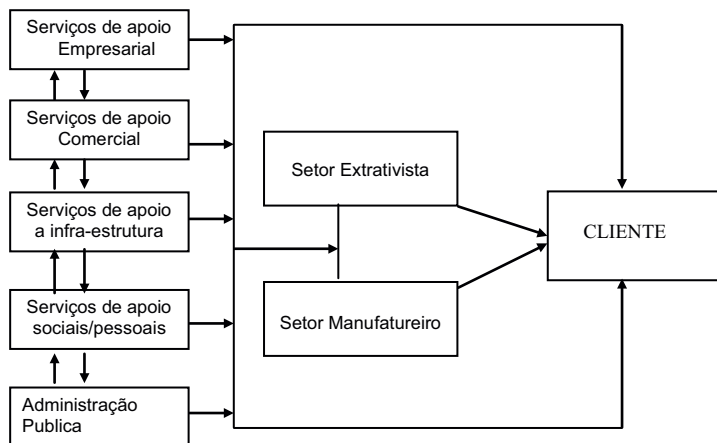 Serviços de apoio
Empresarial
Serviços de apoio
Comercial
Serviços de apoio
a infra-estrutura
Serviços de apoio
sociais/pessoais
Administração
Publica
Setor Extrativista
Setor Manufatureiro
CLIENTE